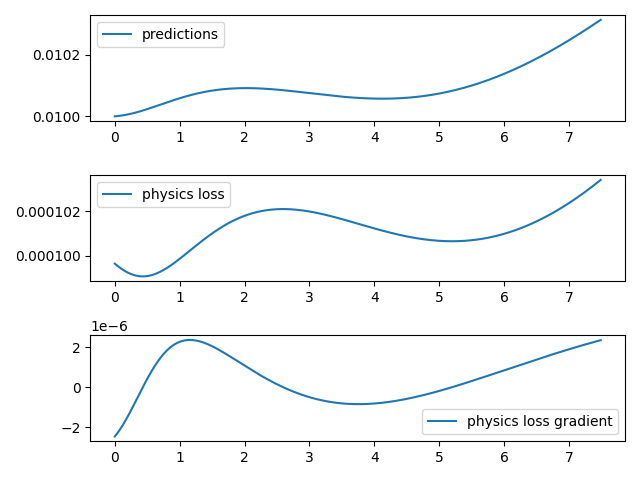 predictions
0.0102
0.0100
0 1 2 3 4 5 6 7
physics loss
0.000102
0.000100
0 1 2 3 4 5 6 7
1e−6
2
0
−2
physics loss gradient
0 1 2 3 4 5 6 7